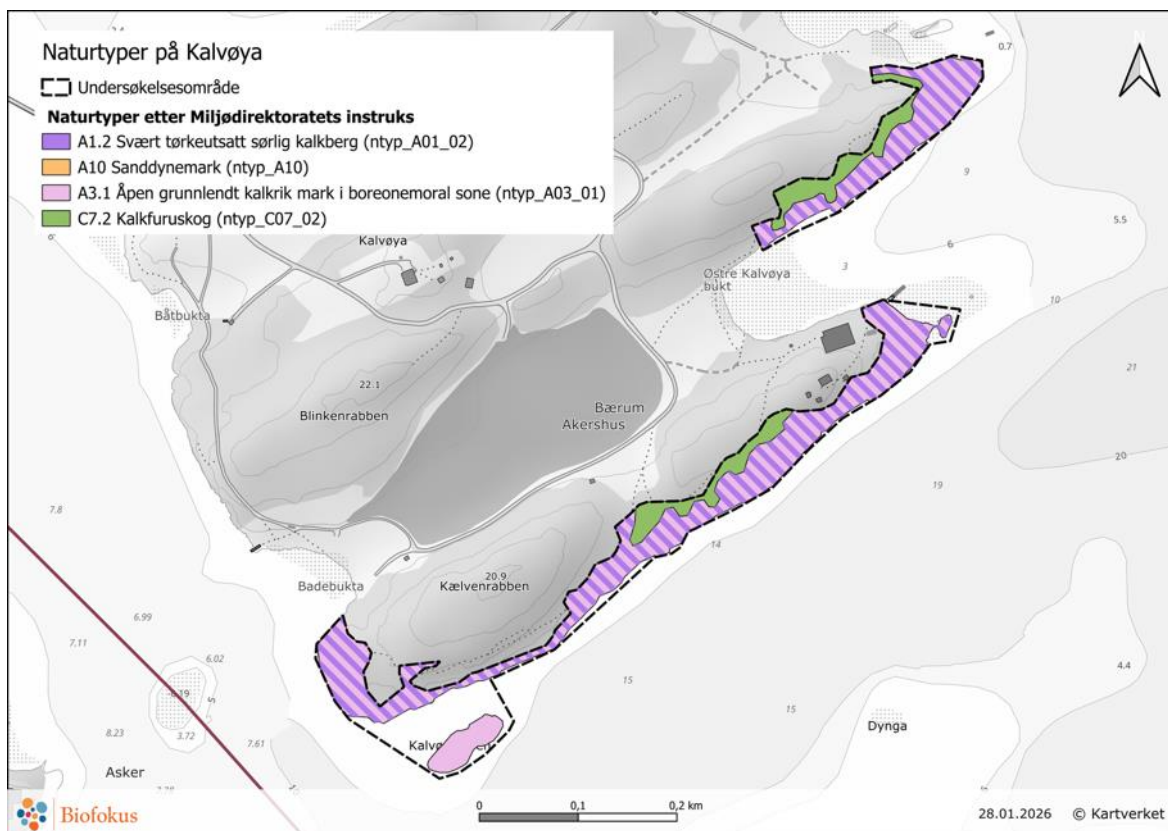 Naturtyper på Kalvøya
Undersøkelsesområde
Naturtyper etter Miljødirektoratets instruks
A1.2 Svært tørkeutsatt sørlig kalkberg (ntyp_A01_02)
A10 Sanddynemark (ntyp_A10)
A3.1 Åpen grunnlendt kalkrik mark i boreonemoral sone (ntyp_A03_01)
C7.2 Kalkfuruskog (ntyp_C07_02)
N
0.7
9
5.5
6
3
10
Kalvøya
Østre Kalvøya
bukt
Båtbukta
22.1
Blinkenrabben
Bærum
Akershus
21
20
19
14
7.8
Badebukta
20.9
Kælvenrabben
6.99
7.11
6.02
5
3.72
8.23
7.61
15
15
4.4
Dynga
Asker
Biofokus
0 0,1 0,2 km
28.01.2026 © Kartverket